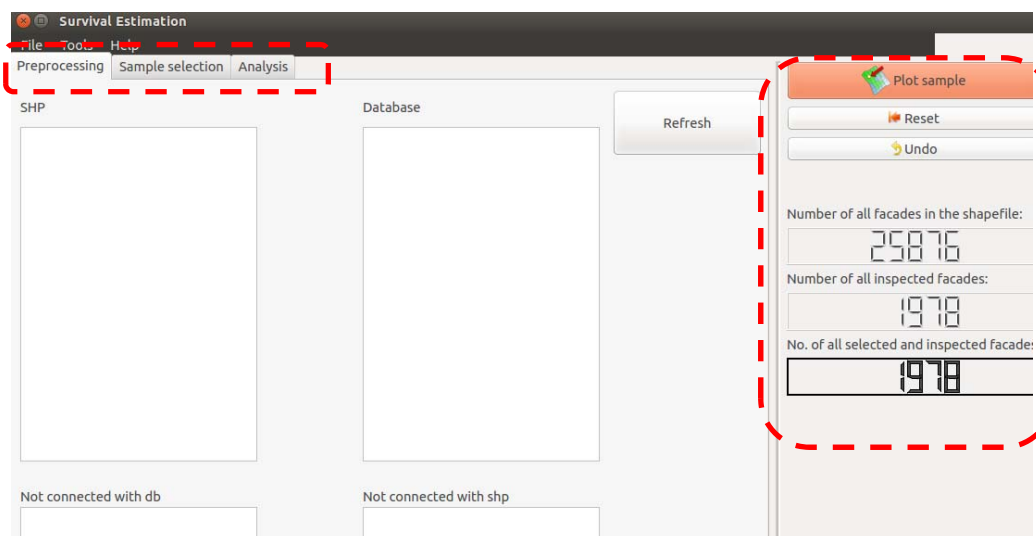 Survival Estimation
File Tools Help
Preprocessing Sample selection Analysis
SHP
Database
Refresh
Not connected with db
Not connected with shp
Plot sample
Reset
Undo
Number of all facades in the shapefile:
25876
Number of all inspected facades:
1978
No. of all selected and inspected facades
1978